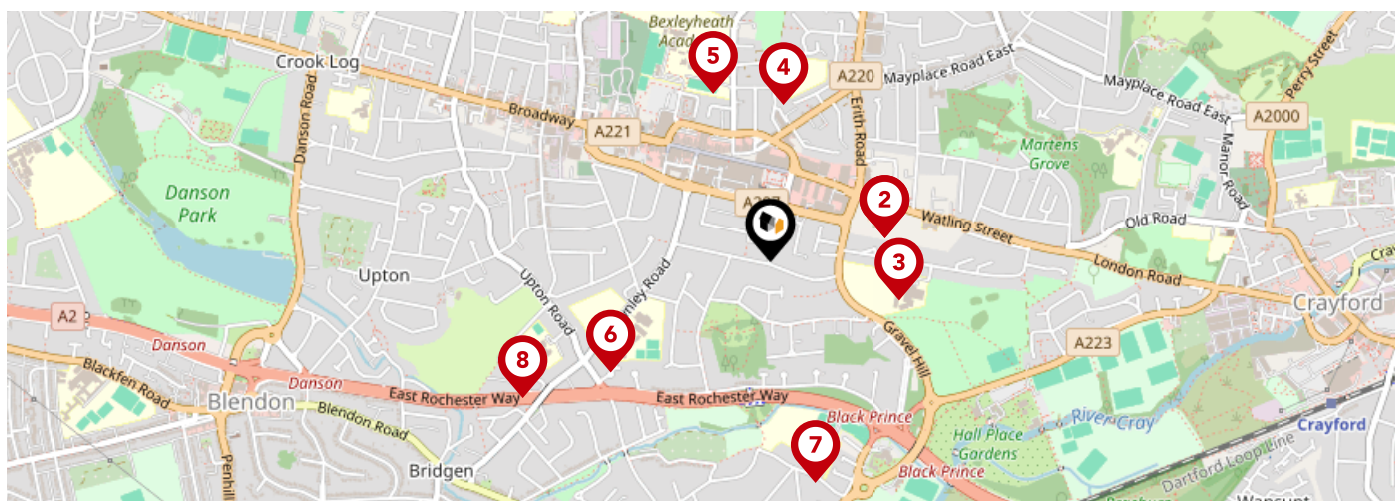 Bexleyheath
Academy
5
4
Crook Log
A220
Mayplace Road East
Mayplace Road East
Perry Street
A2000
Danson Road
Broadway
A221
Erith Road
Martens
Grove
Manor Road
Danson
Park
2
Watling Street
Old Road
3
London Road
Upton
Upton Road
Crayford
A2
Danson
6
Gravel Hill
A223
8
Danson
Blackfen Road
Blendon
East Rochester Way
East Rochester Way
Blendon Road
Black Prince
River Cray
Crayford
7
Hall Place
Gardens
Penhill
Bridgen
Black Prince
Dartford Loop Line